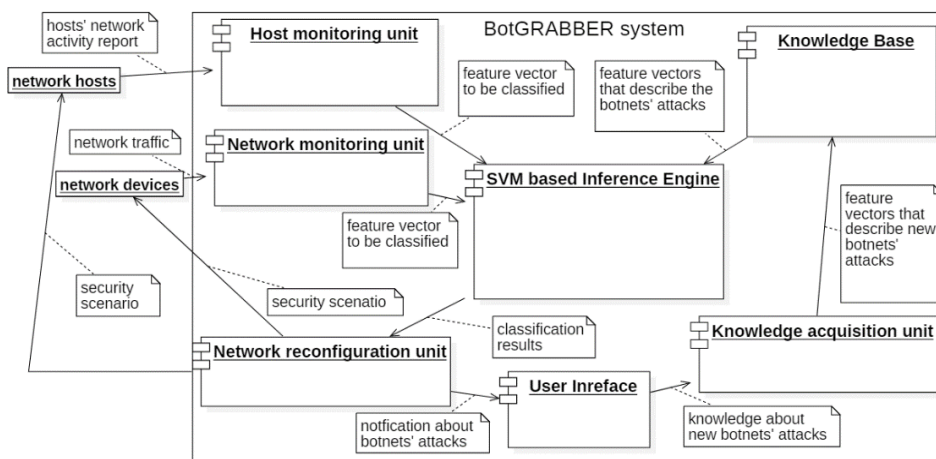 hosts' network
activity report
Host monitoring unit
BotGRABBER system
Knowledge Base
network hosts
feature vector
to be classified
feature vectors
that describe the
botnets' attacks
network traffic
Network monitoring unit
network devices
SVM based Inference Engine
feature vector
to be classified
feature
vectors that
describe new
botnets'
attacks
security
scenario
security scenatio
classification
results
Knowledge acquisition unit
Network reconfiguration unit
User Inreface
notfication about
botnets' attacks
knowledge about
new botnets' attacks